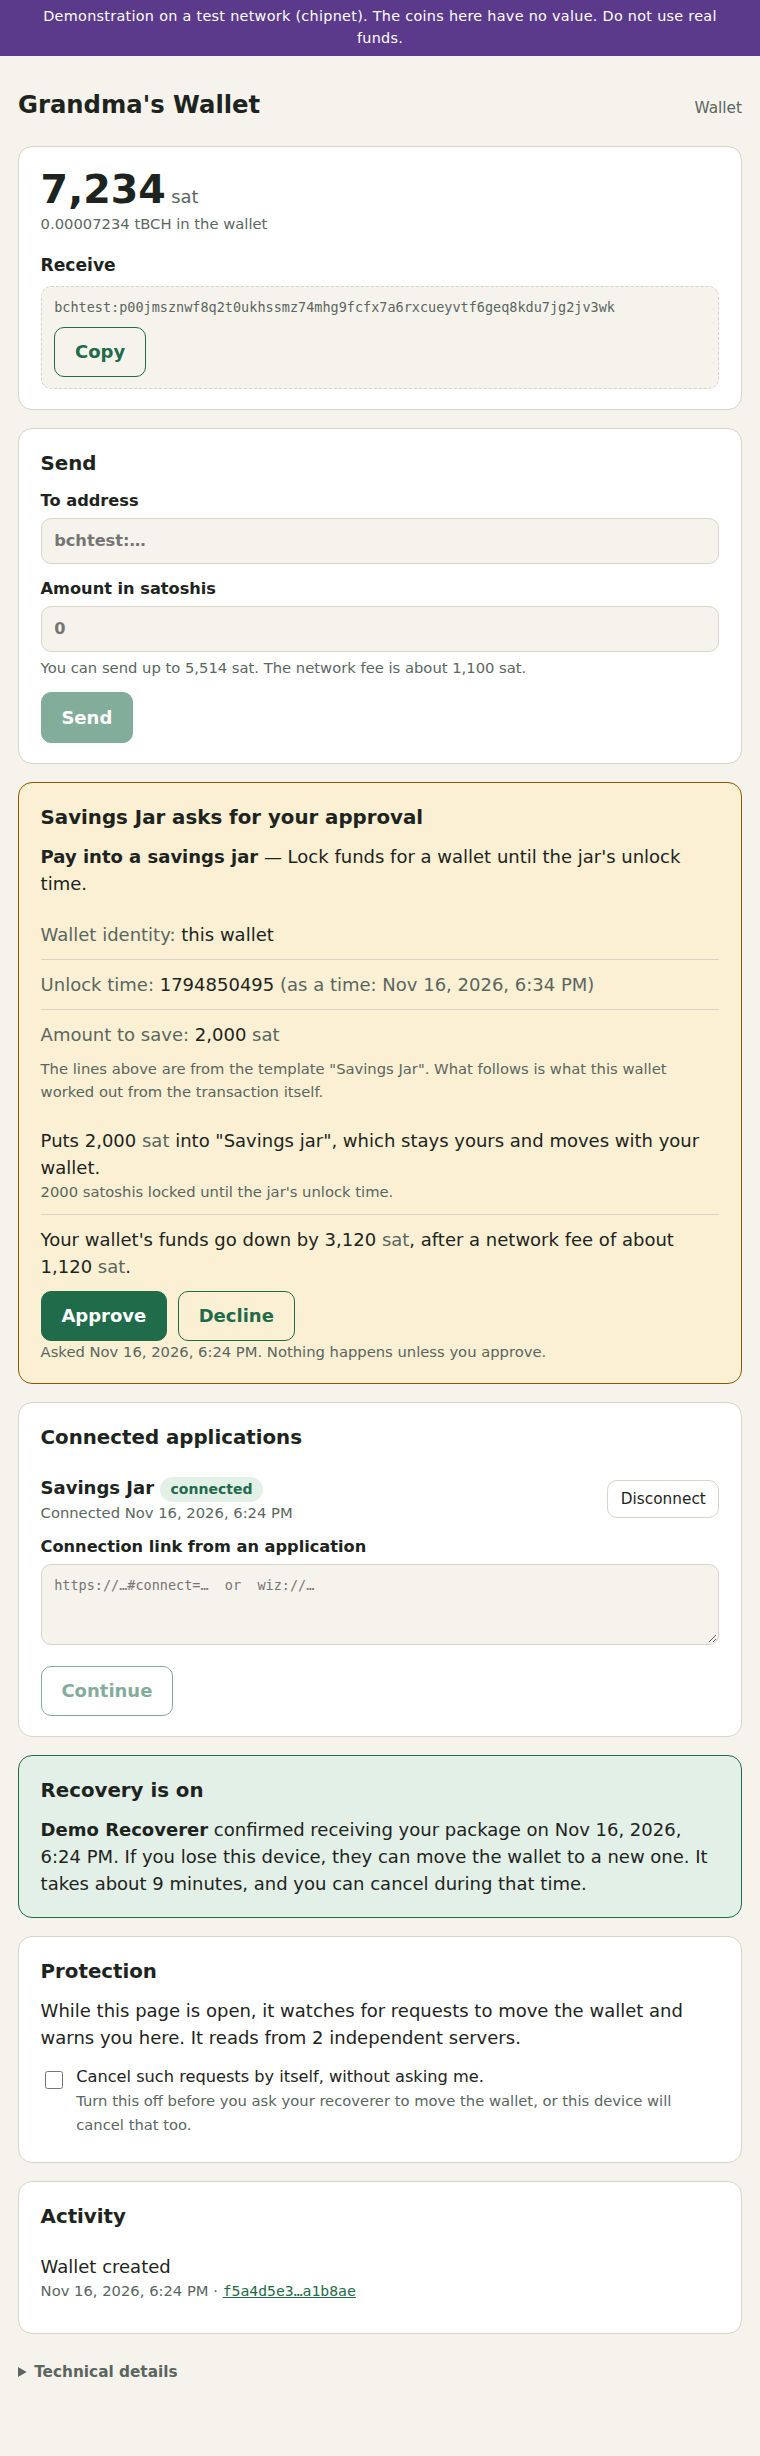 Demonstration on a test network (chipnet). The coins here have no value. Do not use real
funds.
Grandma's Wallet
Wallet
7,234 sat
0.00007234 tBCH in the wallet
Receive
bchtest:p00jmsznwf8q2t0ukhssmz74mhg9fcfx7a6rxcueyvtf6geq8kdu7jg2jv3wk
Copy
Send
To address
bchtest:…
Amount in satoshis
0
You can send up to 5,514 sat. The network fee is about 1,100 sat.
Send
Savings Jar asks for your approval
Pay into a savings jar — Lock funds for a wallet until the jar's unlock
time.
Wallet identity: this wallet
Unlock time: 1794850495 (as a time: Nov 16, 2026, 6:34 PM)
Amount to save: 2,000 sat
The lines above are from the template "Savings Jar". What follows is what this wallet
worked out from the transaction itself.
Puts 2,000 sat into "Savings jar", which stays yours and moves with your
wallet.
2000 satoshis locked until the jar's unlock time.
Your wallet's funds go down by 3,120 sat, after a network fee of about
1,120 sat.
Approve
Decline
Asked Nov 16, 2026, 6:24 PM. Nothing happens unless you approve.
Connected applications
Savings Jar connected
Connected Nov 16, 2026, 6:24 PM
Disconnect
Connection link from an application
https://…#connect=…  or  wiz://…
Continue
Recovery is on
Demo Recoverer confirmed receiving your package on Nov 16, 2026,
6:24 PM. If you lose this device, they can move the wallet to a new one. It
takes about 9 minutes, and you can cancel during that time.
Protection
While this page is open, it watches for requests to move the wallet and
warns you here. It reads from 2 independent servers.
Cancel such requests by itself, without asking me.
Turn this off before you ask your recoverer to move the wallet, or this device will
cancel that too.
Activity
Wallet created
Nov 16, 2026, 6:24 PM · f5a4d5e3…a1b8ae
Technical details